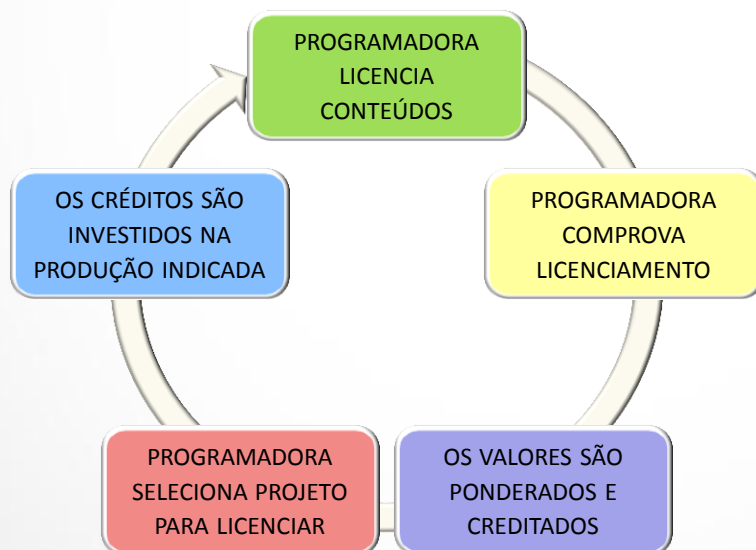 PROGRAMADORA
LICENCIA
CONTEÚDOS
PROGRAMADORA
COMPROVA
LICENCIAMENTO
OS VALORES SÃO
PONDERADOS E
CREDITADOS
PROGRAMADORA
SELECIONA PROJETO
PARA LICENCIAR
OS CRÉDITOS SÃO
INVESTIDOS NA
PRODUÇÃO INDICADA